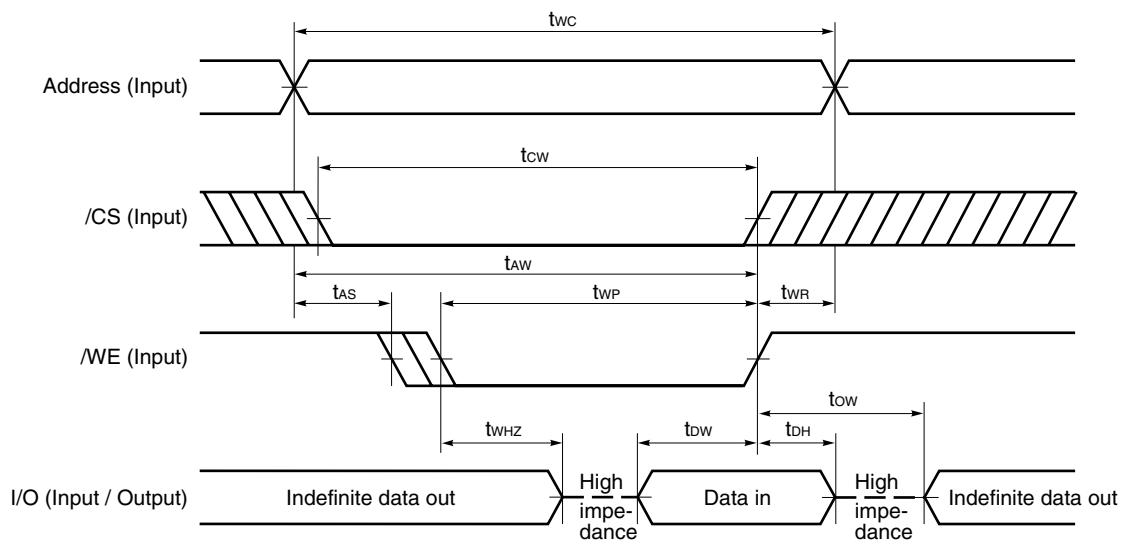 tWC
Address (Input)
tCW
/CS (Input)
tAW
tAS
tWP
tWR
/WE (Input)
tOW
tWHZ
tDW
tDH
I/O (Input / Output)
Indefinite data out
High
impe-
dance
Data in
High
impe-
dance
Indefinite data out